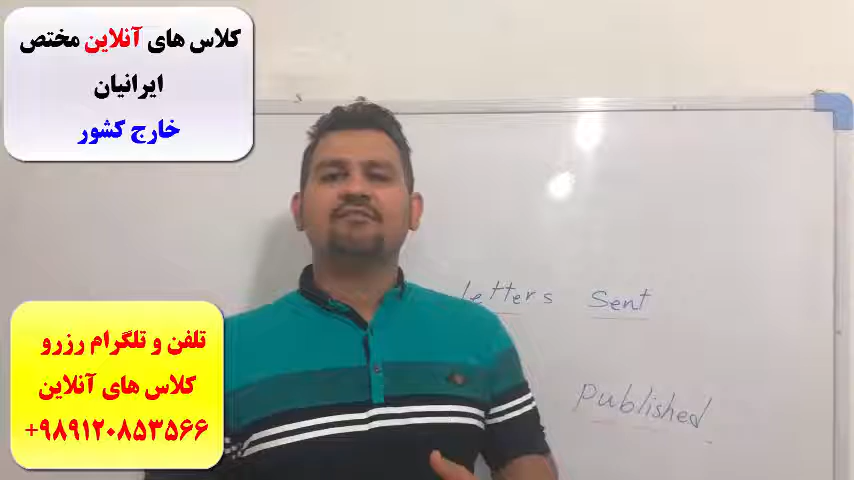 کلاس های آنلاین مختص
ایرانیان
خارج کشور
letters sent
published
تلفن و تلگرام رزرو
کلاس های آنلاین
+۹۸۹۱۲۰۸۵۳۵۶۶